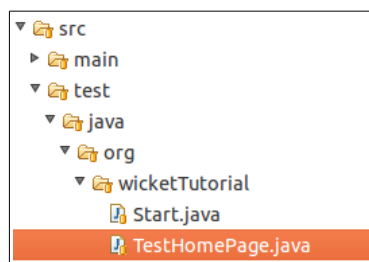 src
main
test
java
org
wicketTutorial
Start.java
TestHomePage.java